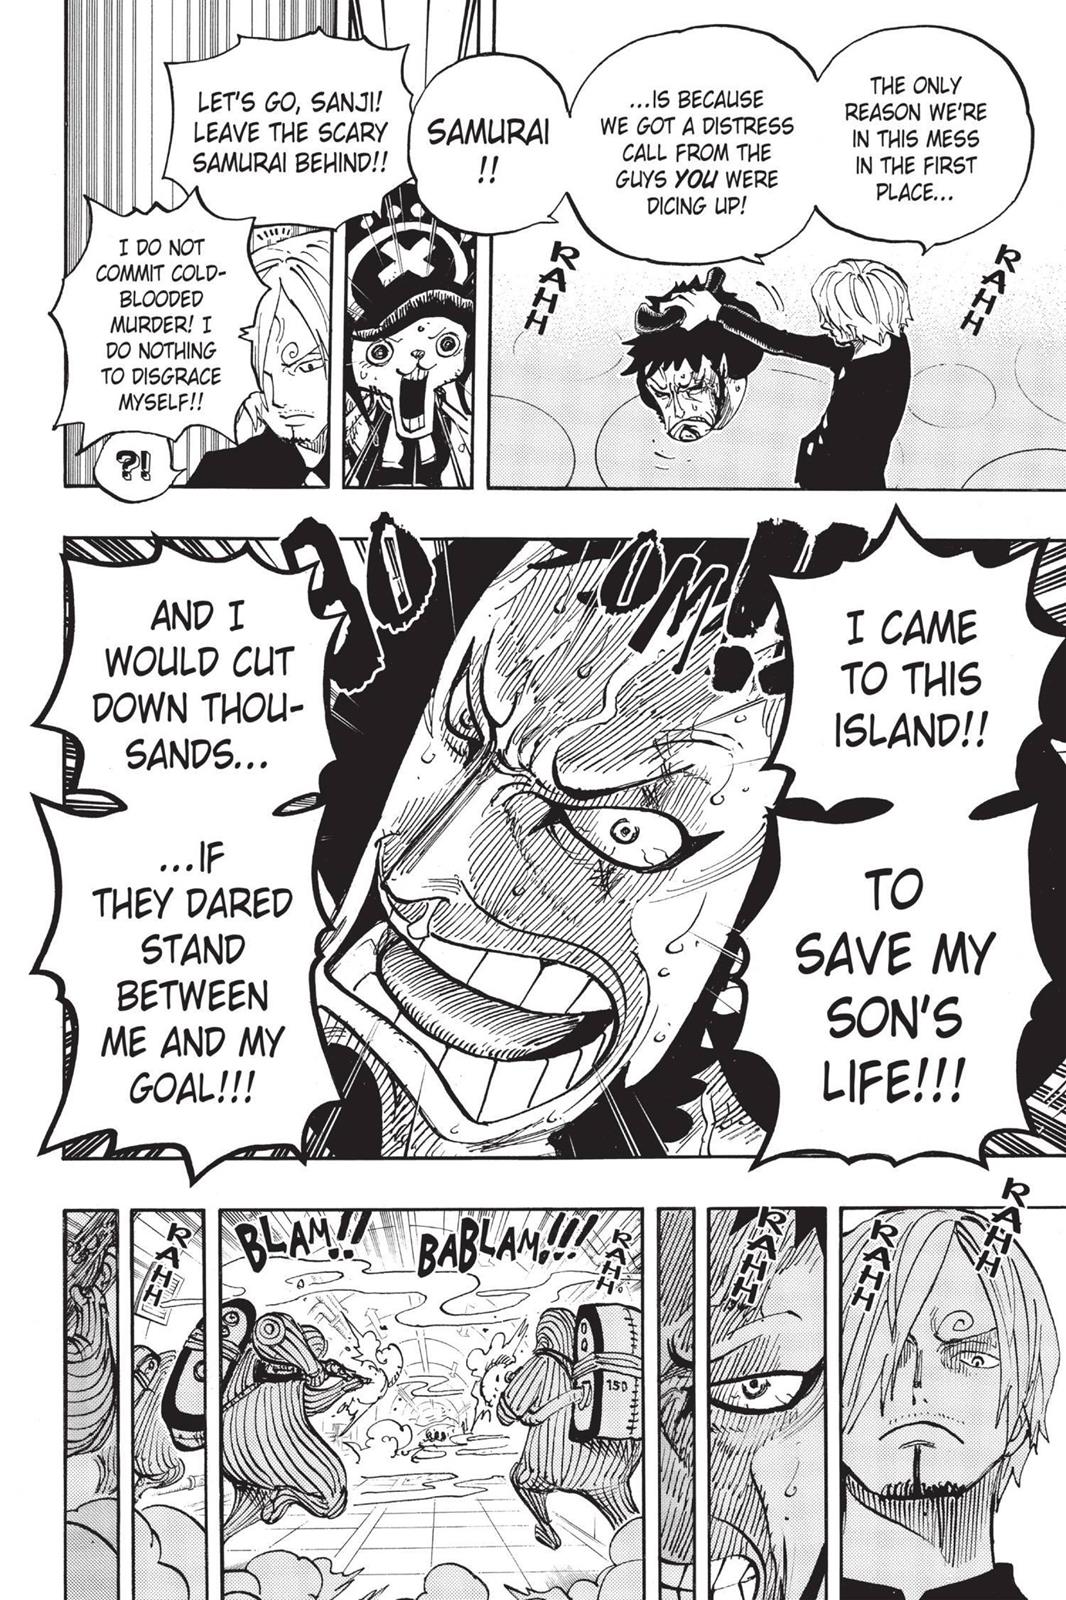 THE ONLY
REASON WE'RE
IN THIS MESS
IN THE FIRST
PLACE...
...IS BECAUSE
WE GOT A DISTRESS
CALL FROM THE
GUYS YOU WERE
DICING UP!
SAMURAI
!!
RAHH
RAHH
LET'S GO, SANJI!
LEAVE THE SCARY
SAMURAI BEHIND!!
I DO NOT
COMMIT COLD-
BLOODED
MURDER! I
DO NOTHING
TO DISGRACE
MYSELF!!
?!
I CAME
TO THIS
ISLAND!!
TO
SAVE MY
SON'S
LIFE!!!
AND I
WOULD CUT
DOWN THOU-
SANDS...
...IF
THEY DARED
STAND
BETWEEN
ME AND MY
GOAL!!!
RAHH
RAHH
RAHH
RAHH
BABLAM!!!
BLAM!!
150
RAHH